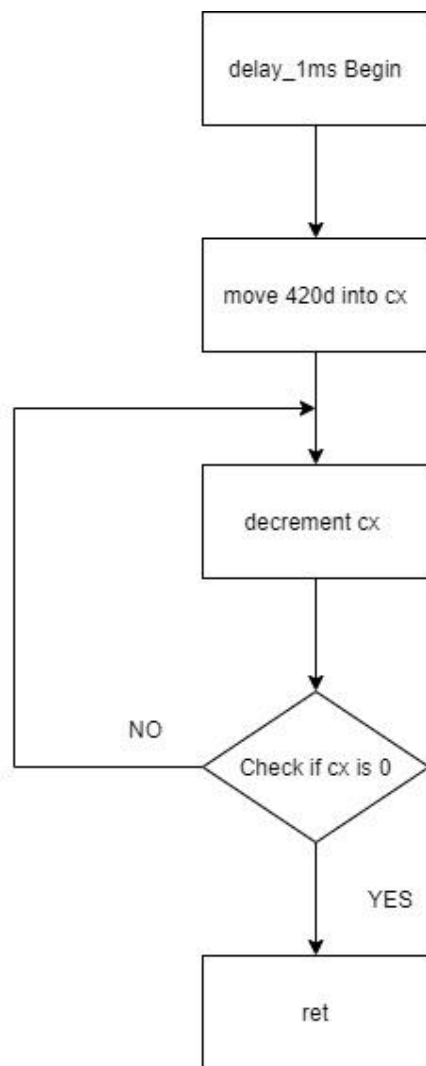 delay_1ms Begin
move 420d into cx
decrement cx
NO
Check if cx is 0
YES
ret